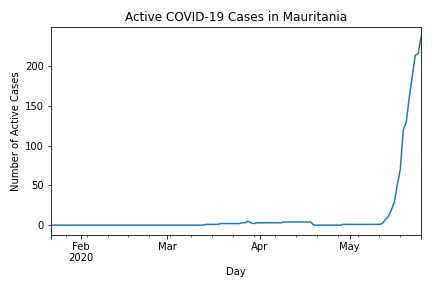 Active COVID-19 Cases in Mauritania
Number of Active Cases
200
150
100
50
0
Feb
2020
Mar
Apr
May
Day